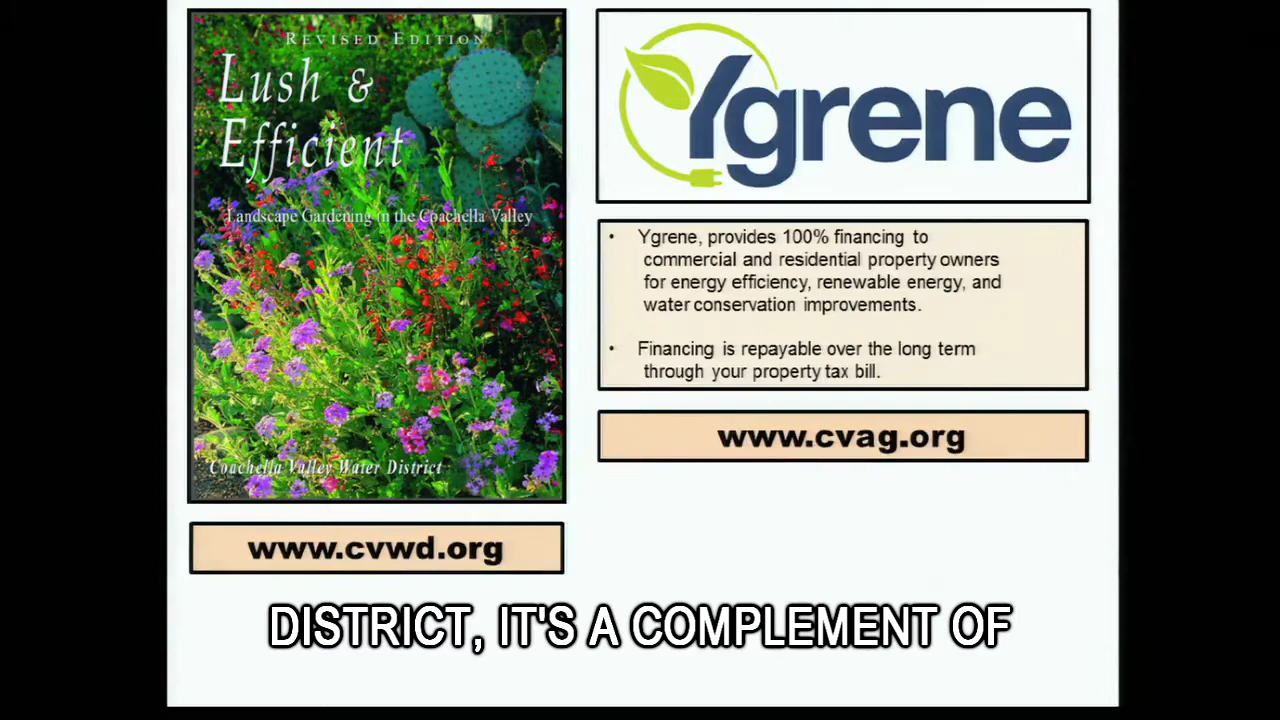 REVISED EDITION
Lush &
Efficient
Landscape Gardening in the Coachella Valley
Coachella Valley Water District
www.cvwd.org
Ygrene
• Ygrene, provides 100% financing to
commercial and residential property owners
for energy efficiency, renewable energy, and
water conservation improvements.
• Financing is repayable over the long term
through your property tax bill.
www.cvag.org
DISTRICT, IT'S A COMPLEMENT OF